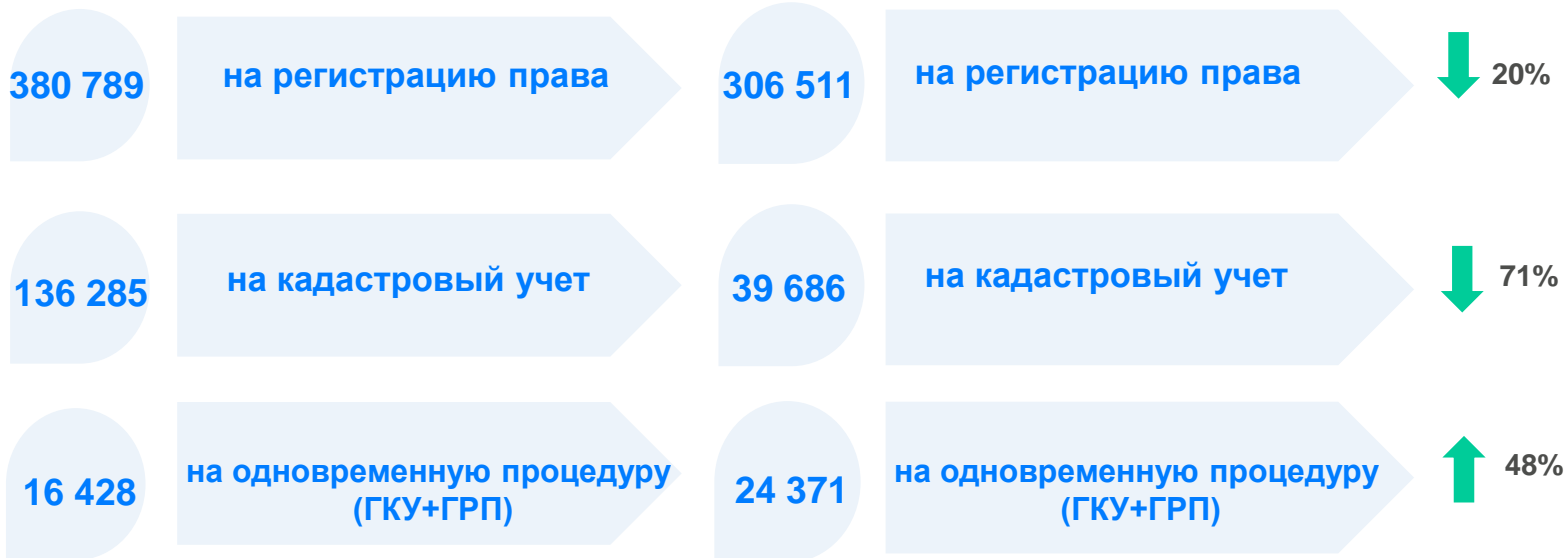 380 789
на регистрацию права
306 511
на регистрацию права
20%
136 285
на кадастровый учет
39 686
на кадастровый учет
71%
16 428
на одновременную процедуру
(ГКУ+ГРП)
24 371
на одновременную процедуру
(ГКУ+ГРП)
48%